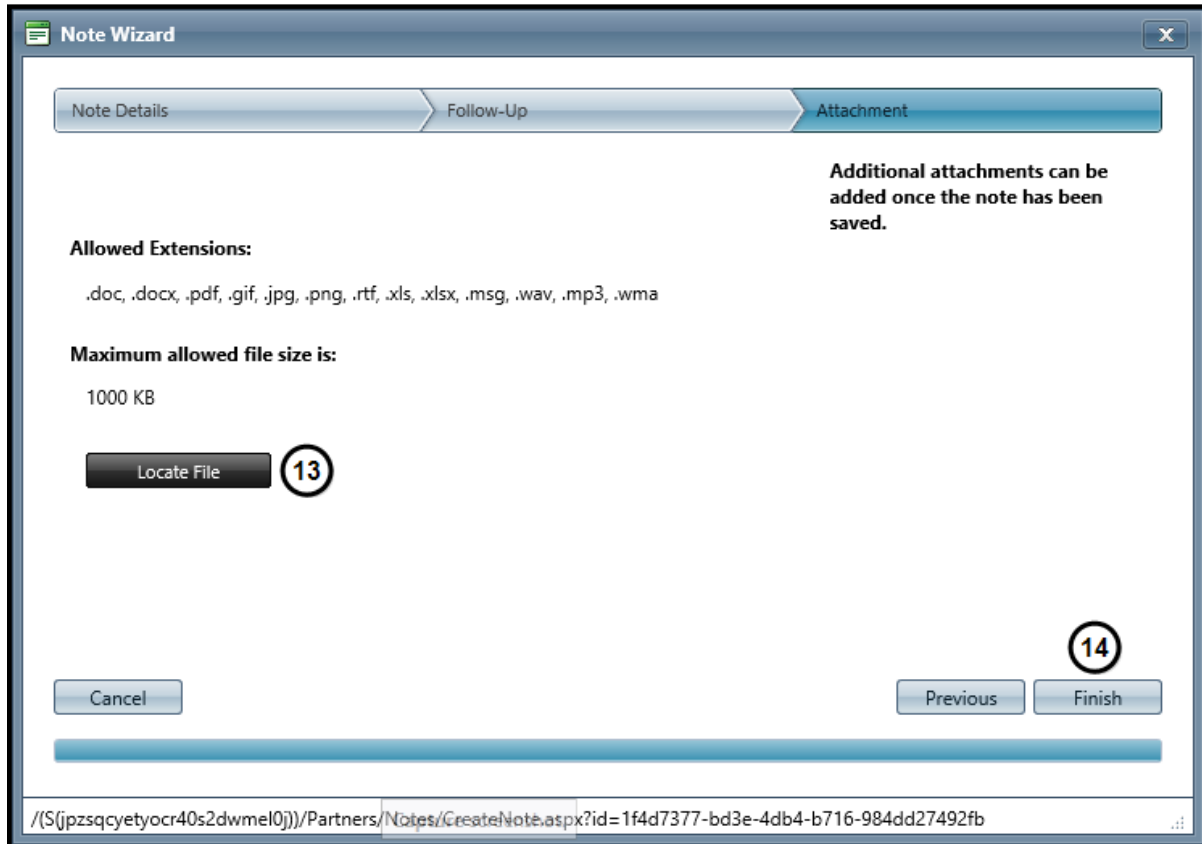 Note Wizard
x
Note Details
Follow-Up
Attachment
Additional attachments can be
added once the note has been
saved.
Allowed Extensions:
.doc, .docx, .pdf, .gif, .jpg, .png, .rtf, .xls, .xlsx, .msg, .wav, .mp3, .wma
Maximum allowed file size is:
1000 KB
Locate File
13
14
Cancel
Previous
Finish
/(S(jpzsqcyetyocr40s2dwmel0j))/Partners/Notes/CreateNote.aspx?id=1f4d7377-bd3e-4db4-b716-984dd27492fb
Capture screenshot